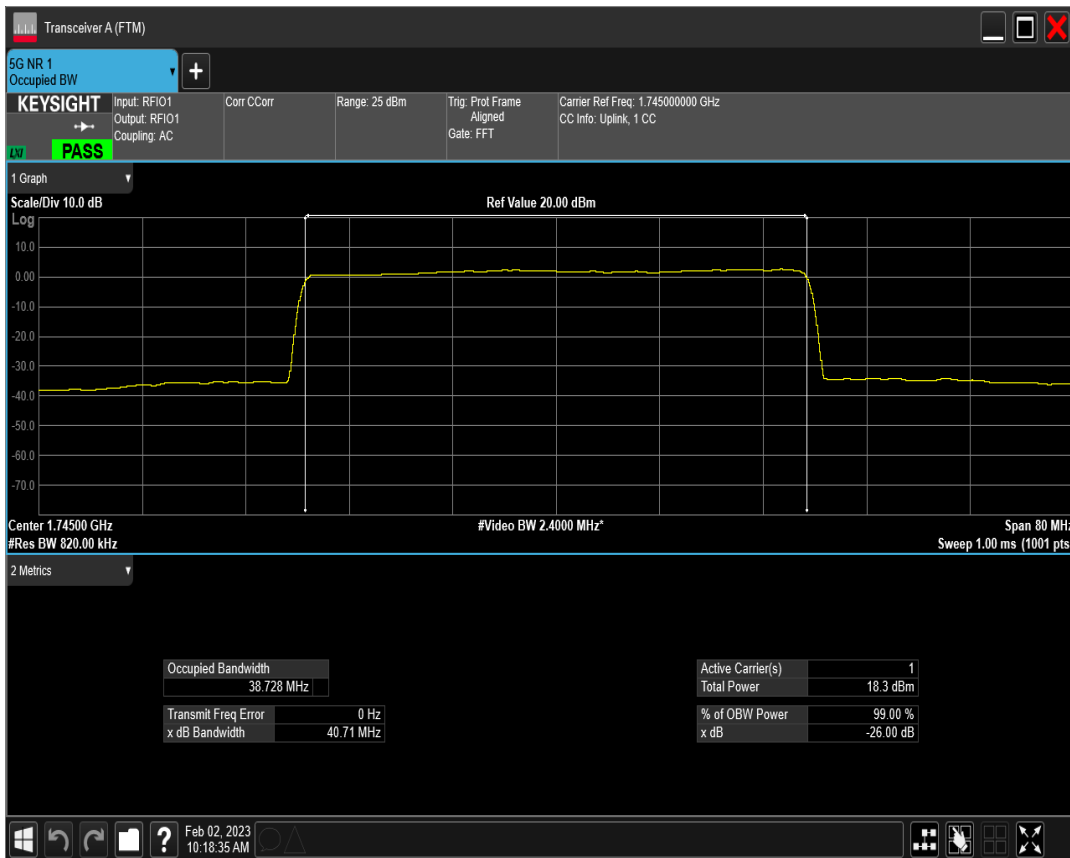 Transceiver A (FTM)
5G NR 1
Occupied BW
+
KEYSIGHT
LXI
PASS
Input: RFIO1
Output: RFIO1
Coupling: AC
Corr CCorr
Range: 25 dBm
Trig: Prot Frame
Aligned
Gate: FFT
Carrier Ref Freq: 1.745000000 GHz
CC Info: Uplink, 1 CC
1 Graph
Scale/Div 10.0 dB
Ref Value 20.00 dBm
Log
10.0
0.00
-10.0
-20.0
-30.0
-40.0
-50.0
-60.0
-70.0
Center 1.74500 GHz
#Video BW 2.4000 MHz*
Span 80 MHz
#Res BW 820.00 kHz
Sweep 1.00 ms (1001 pts
2 Metrics
Occupied Bandwidth
38.728 MHz
Transmit Freq Error 0 Hz
x dB Bandwidth 40.71 MHz
Active Carrier(s) 1
Total Power 18.3 dBm
% of OBW Power 99.00 %
x dB -26.00 dB
?
Feb 02, 2023
10:18:35 AM